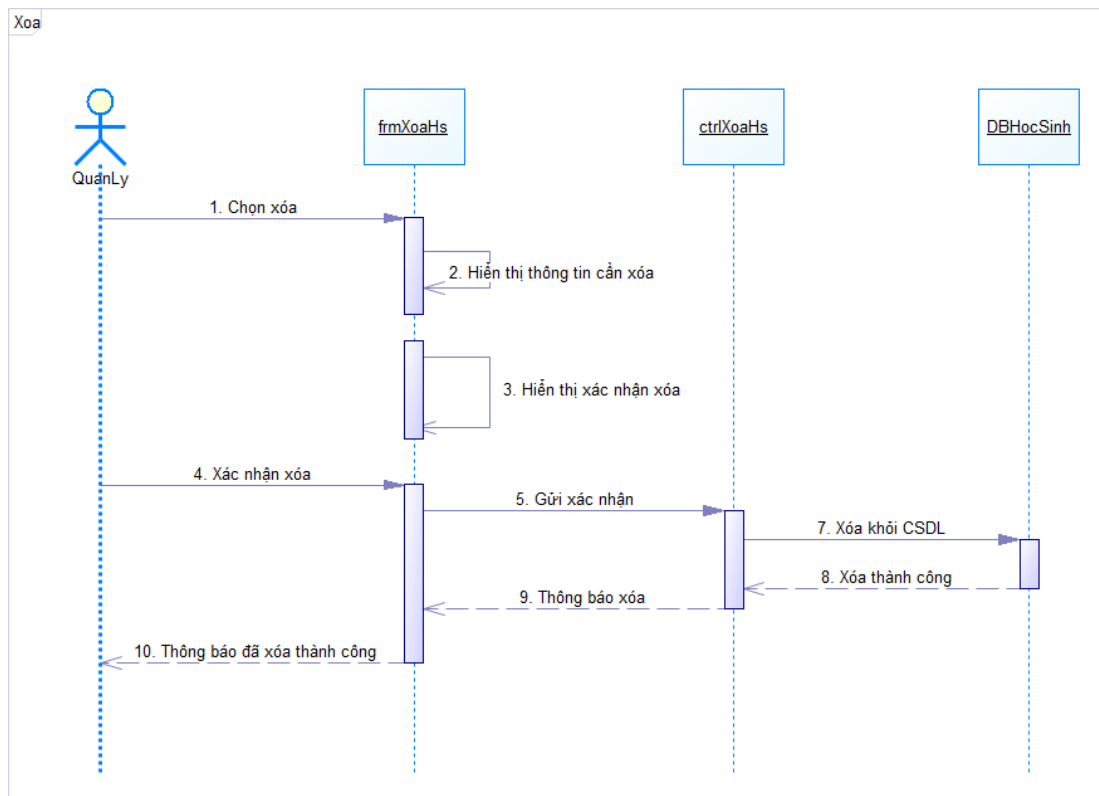 Xoa
frmXoaHs
ctrlXoaHs
DBHocSinh
QuanLy
1. Chọn xóa
2. Hiển thị thông tin cần xóa
3. Hiển thị xác nhận xóa
4. Xác nhận xóa
5. Gửi xác nhận
7. Xóa khỏi CSDL
8. Xóa thành công
9. Thông báo xóa
10. Thông báo đã xóa thành công